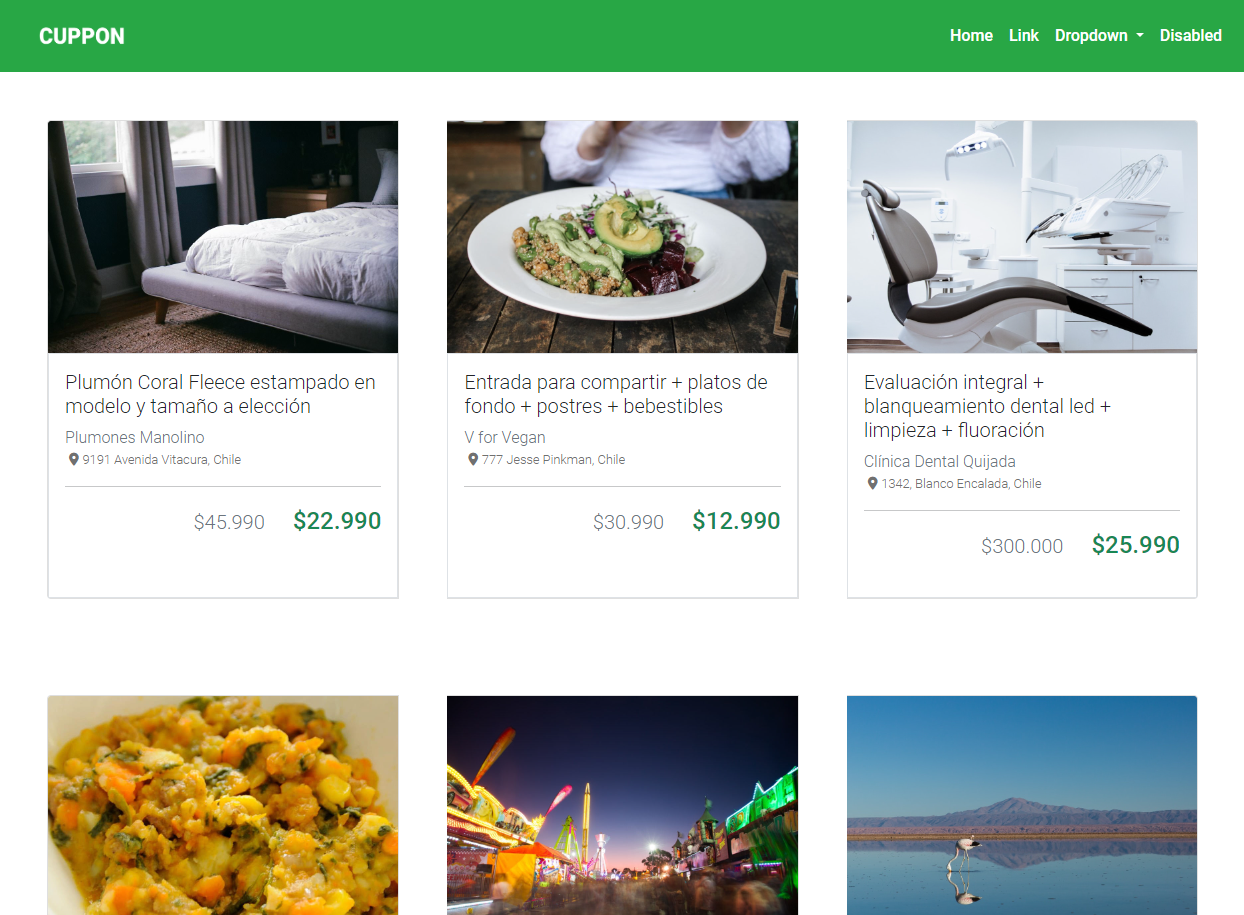 CUPPON
Home Link Dropdown Disabled
Plumón Coral Fleece estampado en
modelo y tamaño a elección
Plumones Manolino
9191 Avenida Vitacura, Chile
$45.990 $22.990
Entrada para compartir + platos de
fondo + postres + bebestibles
V for Vegan
777 Jesse Pinkman, Chile
$30.990 $12.990
Evaluación integral +
blanqueamiento dental led +
limpieza + fluoración
Clínica Dental Quijada
1342, Blanco Encalada, Chile
$300.000 $25.990